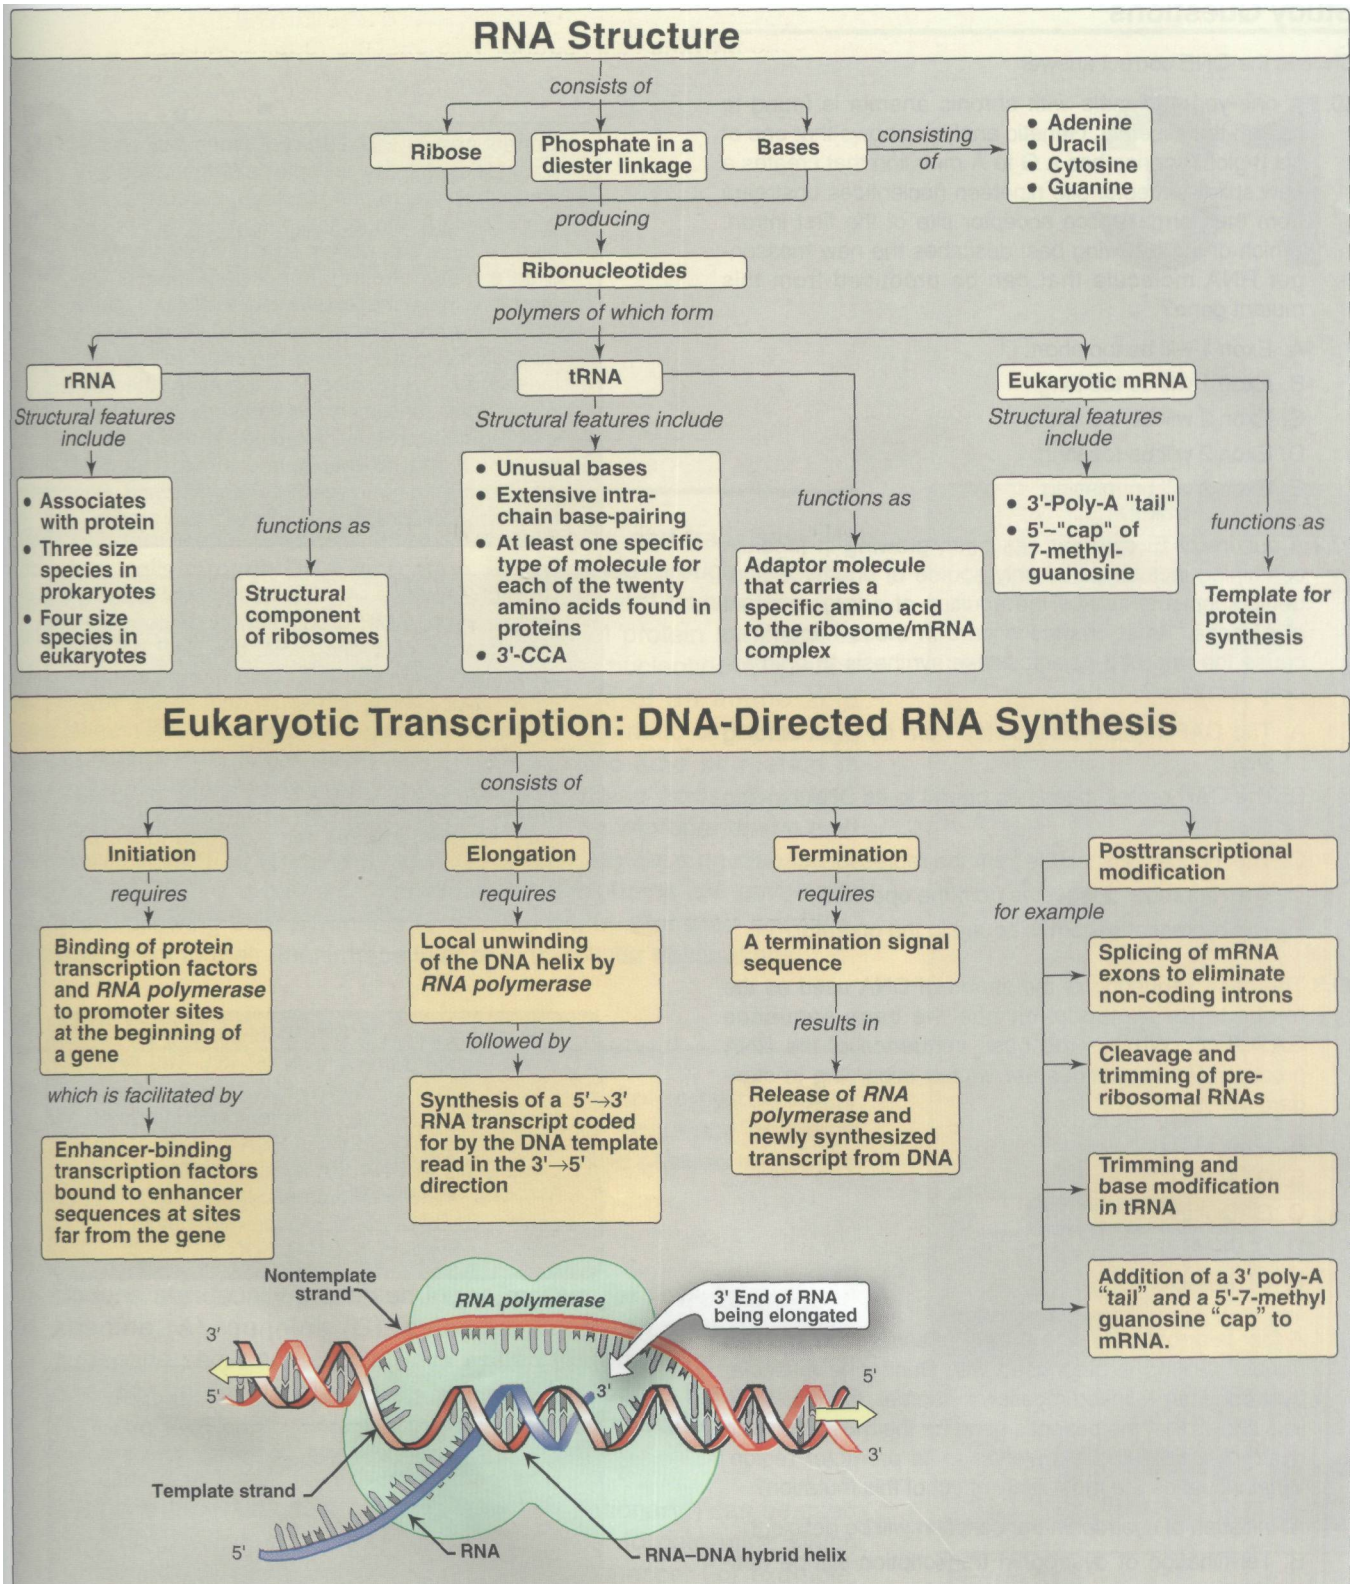 RNA Structure
consists of
Ribose
Phosphate in a
diester linkage
Bases
consisting
of
• Adenine
• Uracil
• Cytosine
• Guanine
producing
Ribonucleotides
polymers of which form
rRNA
Structural features
include
• Associates
with protein
• Three size
species in
prokaryotes
• Four size
species in
eukaryotes
functions as
Structural
component
of ribosomes
tRNA
Structural features include
• Unusual bases
• Extensive intra-
chain base-pairing
• At least one specific
type of molecule for
each of the twenty
amino acids found in
proteins
• 3'-CCA
functions as
Adaptor molecule
that carries a
specific amino acid
to the ribosome/mRNA
complex
Eukaryotic mRNA
Structural features
include
• 3'-Poly-A "tail"
• 5'–"cap" of
7-methyl-
guanosine
functions as
Template for
protein
synthesis
Eukaryotic Transcription: DNA-Directed RNA Synthesis
consists of
Initiation
requires
Binding of protein
transcription factors
and RNA polymerase
to promoter sites
at the beginning of
a gene
which is facilitated by
Enhancer-binding
transcription factors
bound to enhancer
sequences at sites
far from the gene
Elongation
requires
Local unwinding
of the DNA helix by
RNA polymerase
followed by
Synthesis of a 5'→3'
RNA transcript coded
for by the DNA template
read in the 3'→5'
direction
Termination
requires
A termination signal
sequence
results in
Release of RNA
polymerase and
newly synthesized
transcript from DNA
Posttranscriptional
modification
for example
Splicing of mRNA
exons to eliminate
non-coding introns
Cleavage and
trimming of pre-
ribosomal RNAs
Trimming and
base modification
in tRNA
Addition of a 3' poly-A
"tail" and a 5'-7-methyl
guanosine "cap" to
mRNA.
Nontemplate
strand
RNA polymerase
3' End of RNA
being elongated
3'
5'
3'
5'
3'
Template strand
5'
RNA
RNA–DNA hybrid helix